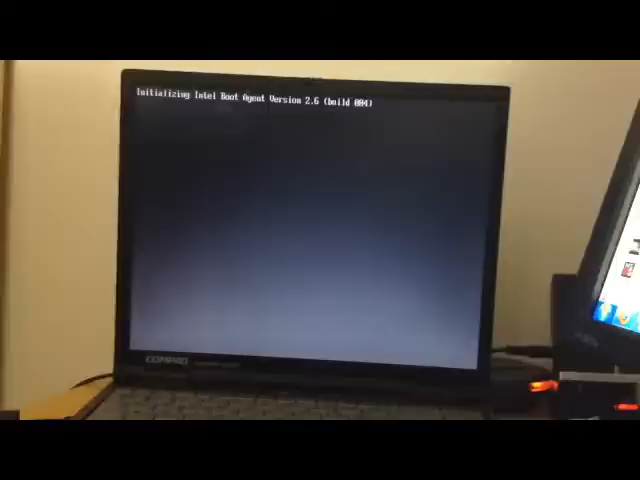 Initializing Intel Boot Agent Version 2.6 (build 004)
COMPAQ